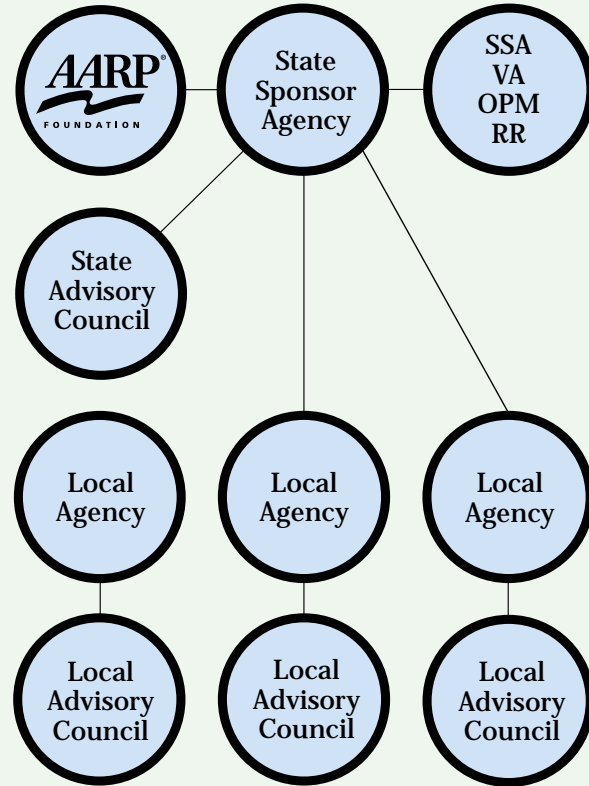 AARP®
FOUNDATION
State
Sponsor
Agency
SSA
VA
OPM
RR
State
Advisory
Council
Local
Agency
Local
Agency
Local
Agency
Local
Advisory
Council
Local
Advisory
Council
Local
Advisory
Council